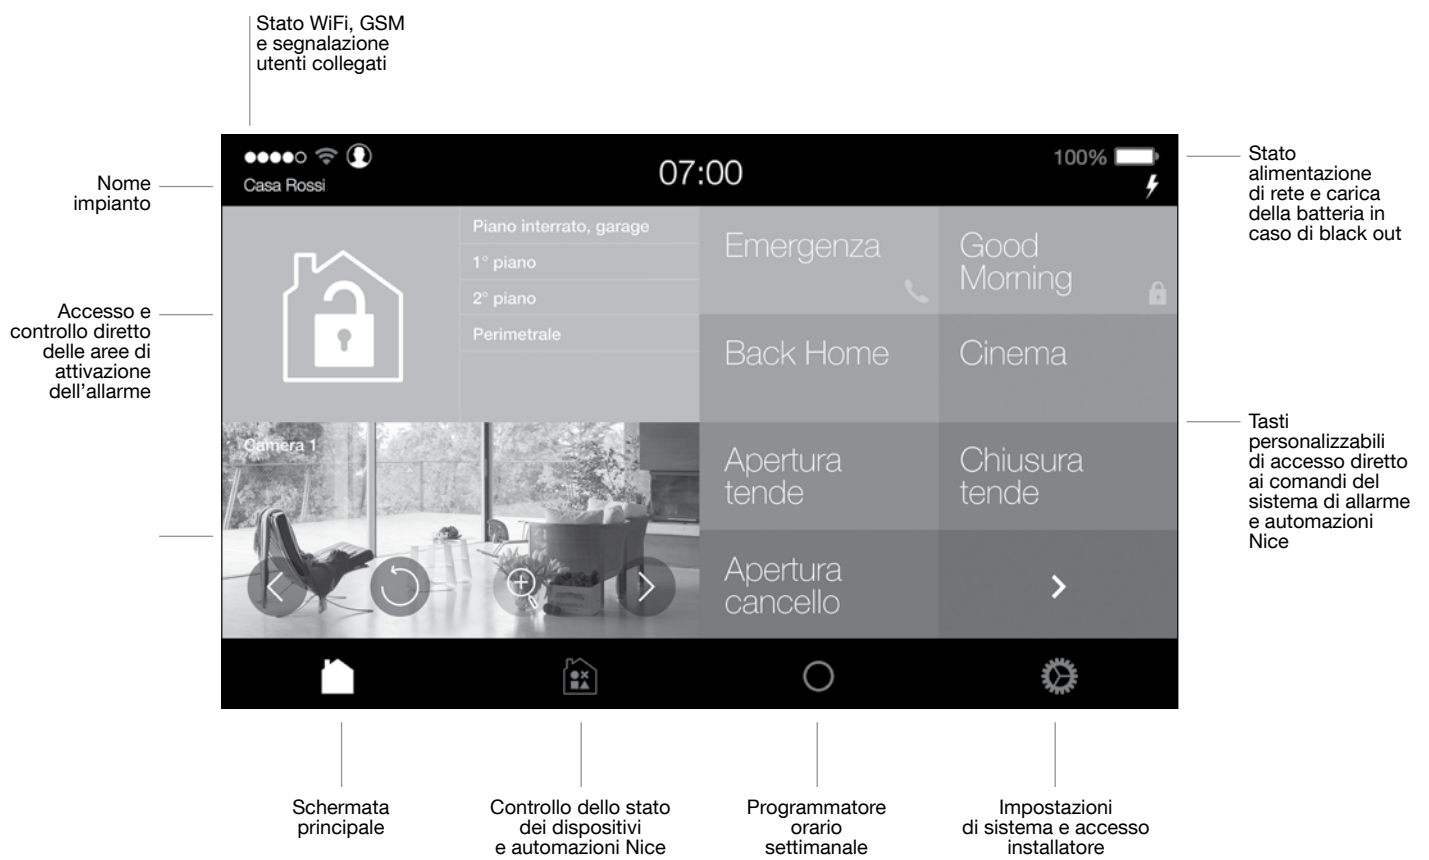 Stato WiFi, GSM
e segnalazione
utenti collegati
Nome
impianto
Accesso e
controllo diretto
delle aree di
attivazione
dell'allarme
Casa Rossi
07:00
100%
Piano interrato, garage
1° piano
2° piano
Perimetrale
Emergenza
Good
Morning
Back Home
Cinema
Camera 1
Apertura
tende
Chiusura
tende
Apertura
cancello
Stato
alimentazione
di rete e carica
della batteria in
caso di black out
Tasti
personalizzabili
di accesso diretto
ai comandi del
sistema di allarme
e automazioni
Nice
Schermata
principale
Controllo dello stato
dei dispositivi
e automazioni Nice
Programmatore
orario
settimanale
Impostazioni
di sistema e accesso
installatore